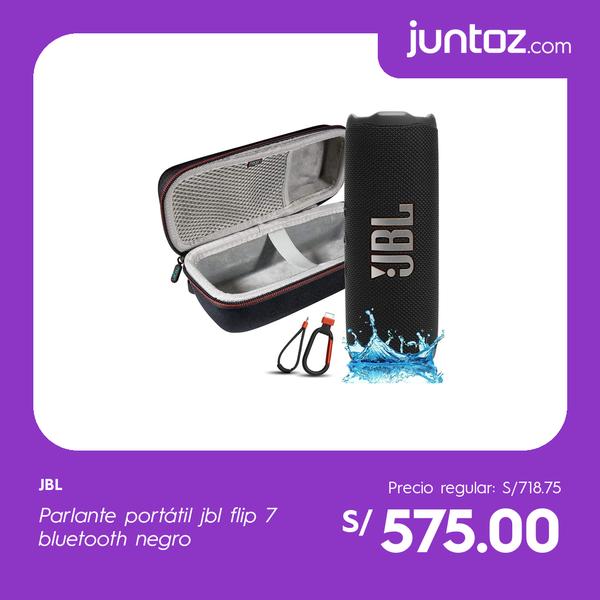 juntoz.com
JBL
JBL
Parlante portátil jbl flip 7
bluetooth negro
Precio regular: S/718.75
S/ 575.00